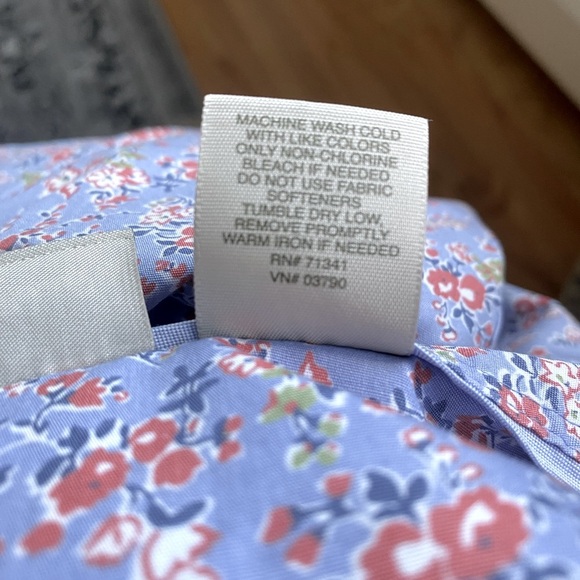 MACHINE WASH COLD
WITH LIKE COLORS
ONLY NON-CHLORINE
BLEACH IF NEEDED
DO NOT USE FABRIC
SOFTENERS
TUMBLE DRY LOW,
REMOVE PROMPTLY
WARM IRON IF NEEDED
RN# 71341
VN# 03790